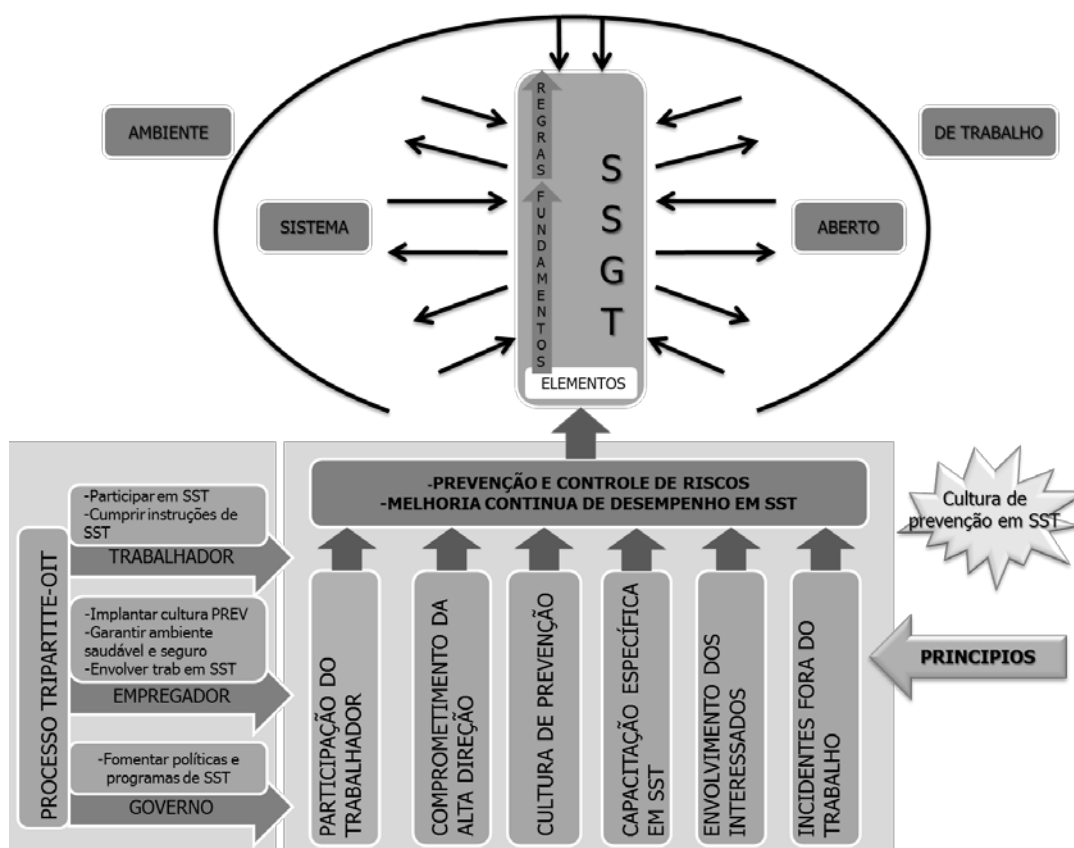 AMBIENTE
DE TRABALHO
SISTEMA
ABERTO
REGRAS
FUNDAMENTOS
SSGT
ELEMENTOS
-PREVENÇÃO E CONTROLE DE RISCOS
-MELHORIA CONTINUA DE DESEMPENHO EM SST
Cultura de
prevenção em SST
PROCESSO TRIPARTITE-OIT
-Participar em SST
-Cumprir instruções de
SST
TRABALHADOR
-Implantar cultura PREV
-Garantir ambiente
saudável e seguro
-Envolver trab em SST
EMPREGADOR
-Fomentar políticas e
programas de SST
GOVERNO
PARTICIPAÇÃO DO
TRABALHADOR
COMPROMETIMENTO DA
ALTA DIREÇÃO
CULTURA DE PREVENÇÃO
CAPACITAÇÃO ESPECÍFICA
EM SST
ENVOLVIMENTO DOS
INTERESSADOS
INCIDENTES FORA DO
TRABALHO
PRINCIPIOS